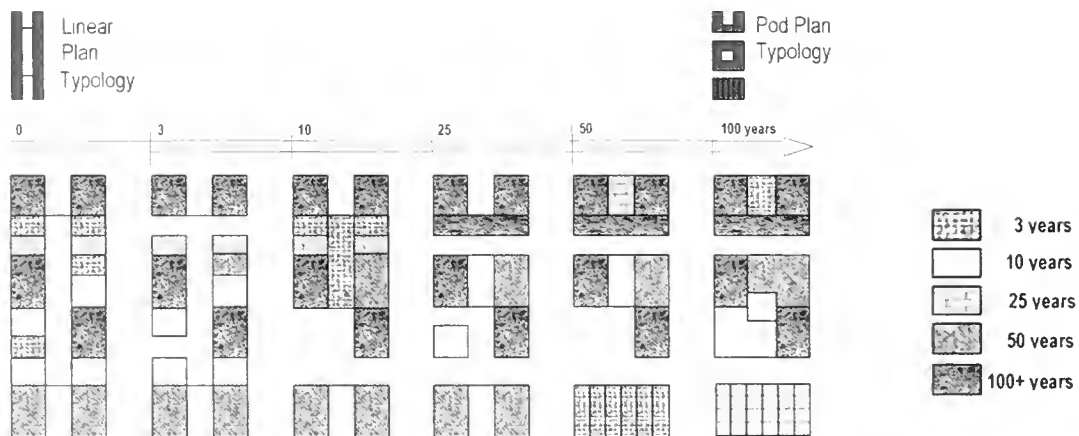 Linear
Plan
Typology
Pod Plan
Typology
0 3 10 25 50 100 years
3 years
10 years
25 years
50 years
100+ years